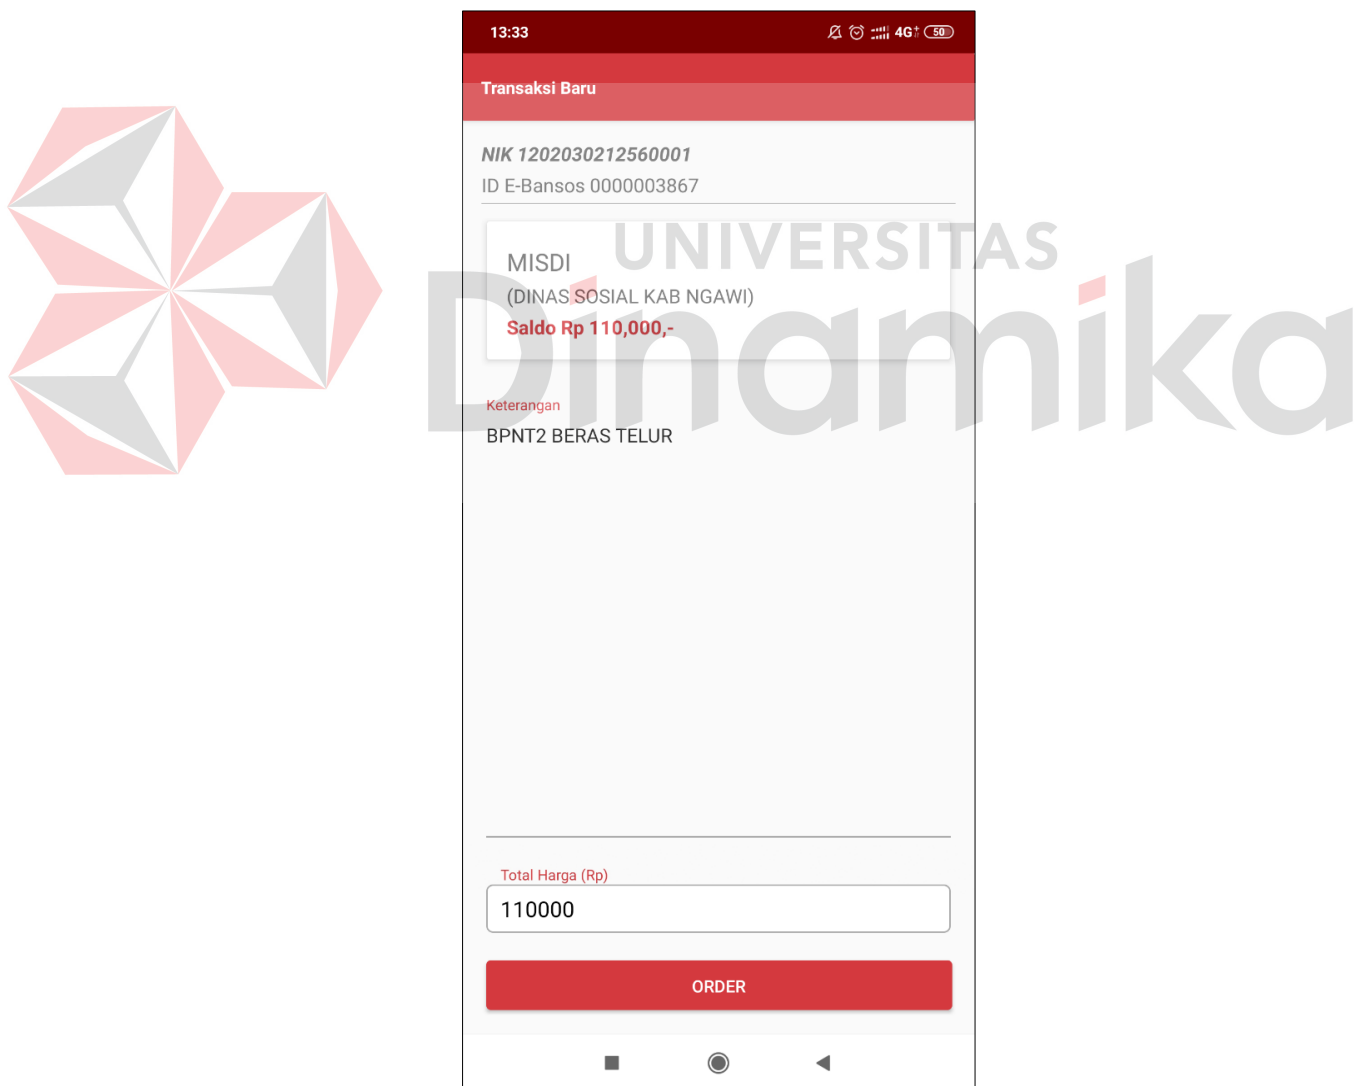 13:33
4G+ 50
Transaksi Baru
NIK 1202030212560001
ID E-Bansos 0000003867
UNIVERSITAS
Dinamika
MISDI
(DINAS SOSIAL KAB NGAWI)
Saldo Rp 110,000,-
Keterangan
BPNT2 BERAS TELUR
Total Harga (Rp)
110000
ORDER